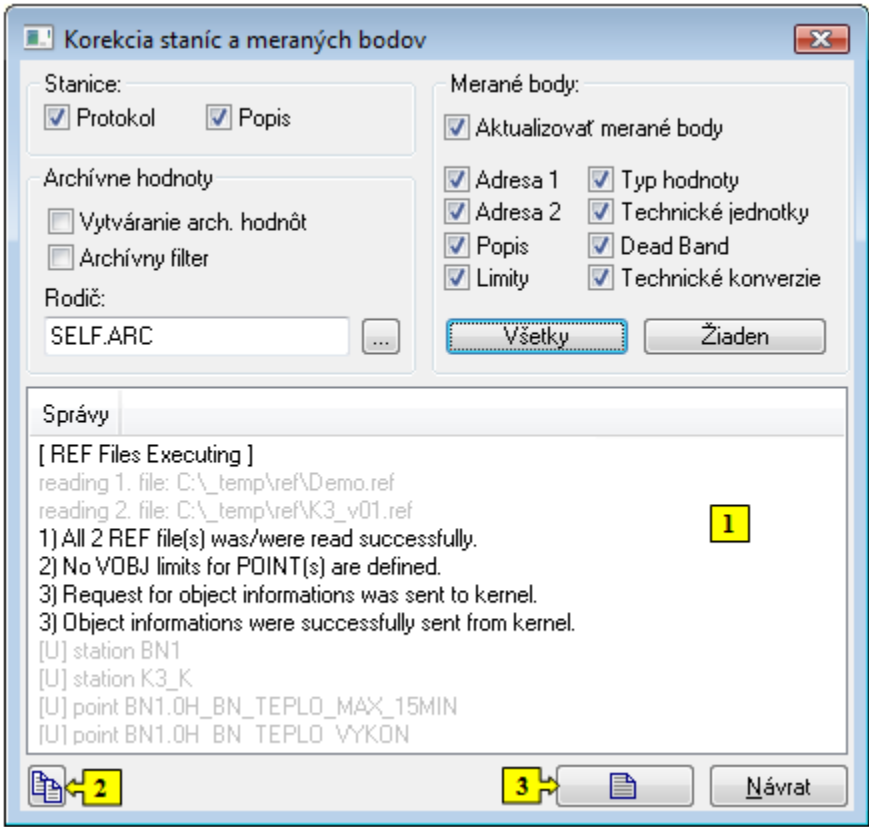 Korekcia staníc a meraných bodov
Stanice:
Protokol
Popis
Archívne hodnoty
Vytváranie arch. hodnôt
Archívny filter
Rodič:
SELF.ARC
...
Merané body:
Aktualizovať merané body
Adresa 1
Typ hodnoty
Adresa 2
Technické jednotky
Popis
Dead Band
Limity
Technické konverzie
Všetky
Žiaden
Správy
[ REF Files Executing ]
reading 1. file: C:\_temp\ref\Demo.ref
reading 2. file: C:\_temp\ref\K3_v01.ref
1) All 2 REF file(s) was/were read successfully.
2) No VOBJ limits for POINT(s) are defined.
3) Request for object informations was sent to kernel.
3) Object informations were successfully sent from kernel.
[U] station BN1
[U] station K3_K
[U] point BN1.0H_BN_TEPLO_MAX_15MIN
[U] point BN1.0H_BN_TEPLO_VYKON
1
2
3
Návrat